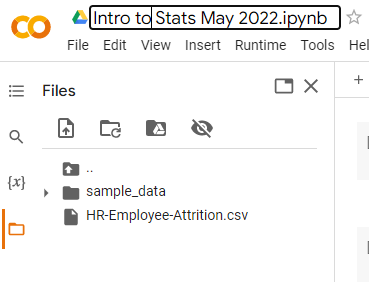 Intro to Stats May 2022.ipynb
File Edit View Insert Runtime Tools Hel
Files
{x}
..
sample_data
HR-Employee-Attrition.csv